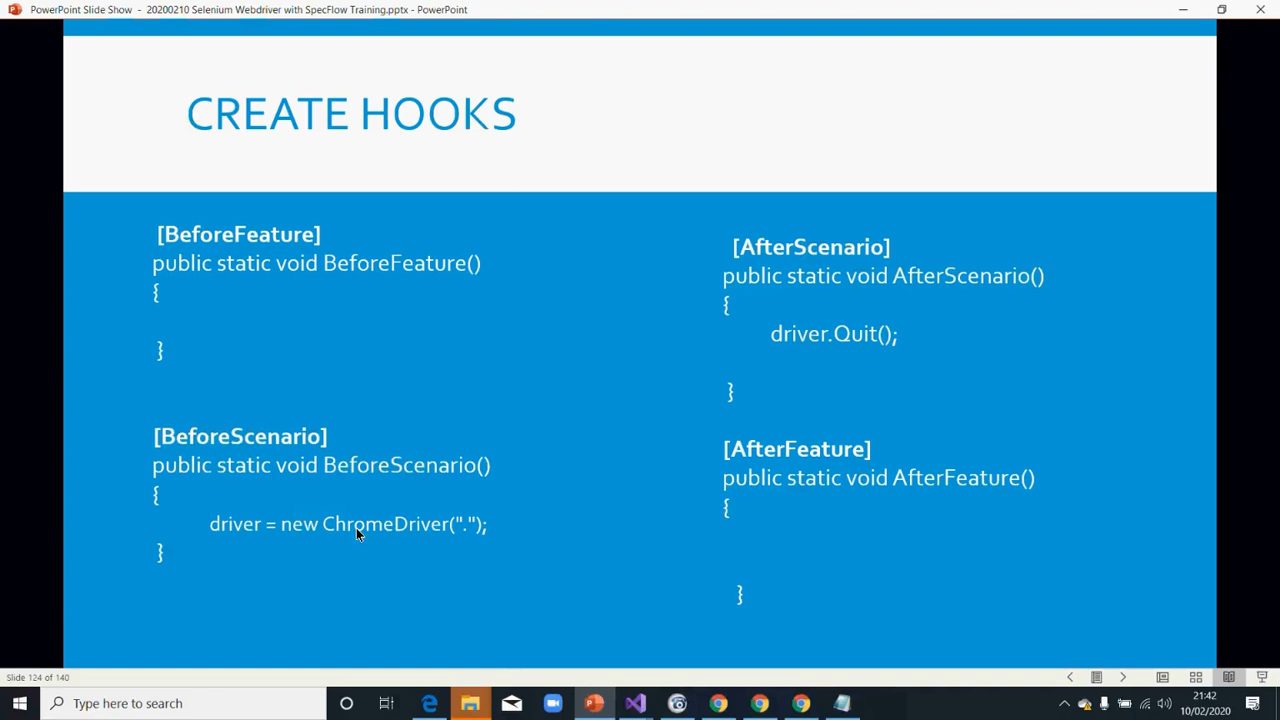 PowerPoint Slide Show - 20200210 Selenium Webdriver with SpecFlow Training.pptx - PowerPoint
CREATE HOOKS
[BeforeFeature]
public static void BeforeFeature()
{
}
[BeforeScenario]
public static void BeforeScenario()
{
driver = new ChromeDriver(".");
}
[AfterScenario]
public static void AfterScenario()
{
driver.Quit();
}
[AfterFeature]
public static void AfterFeature()
{
}
Slide 124 of 140
Type here to search
21:42
10/02/2020